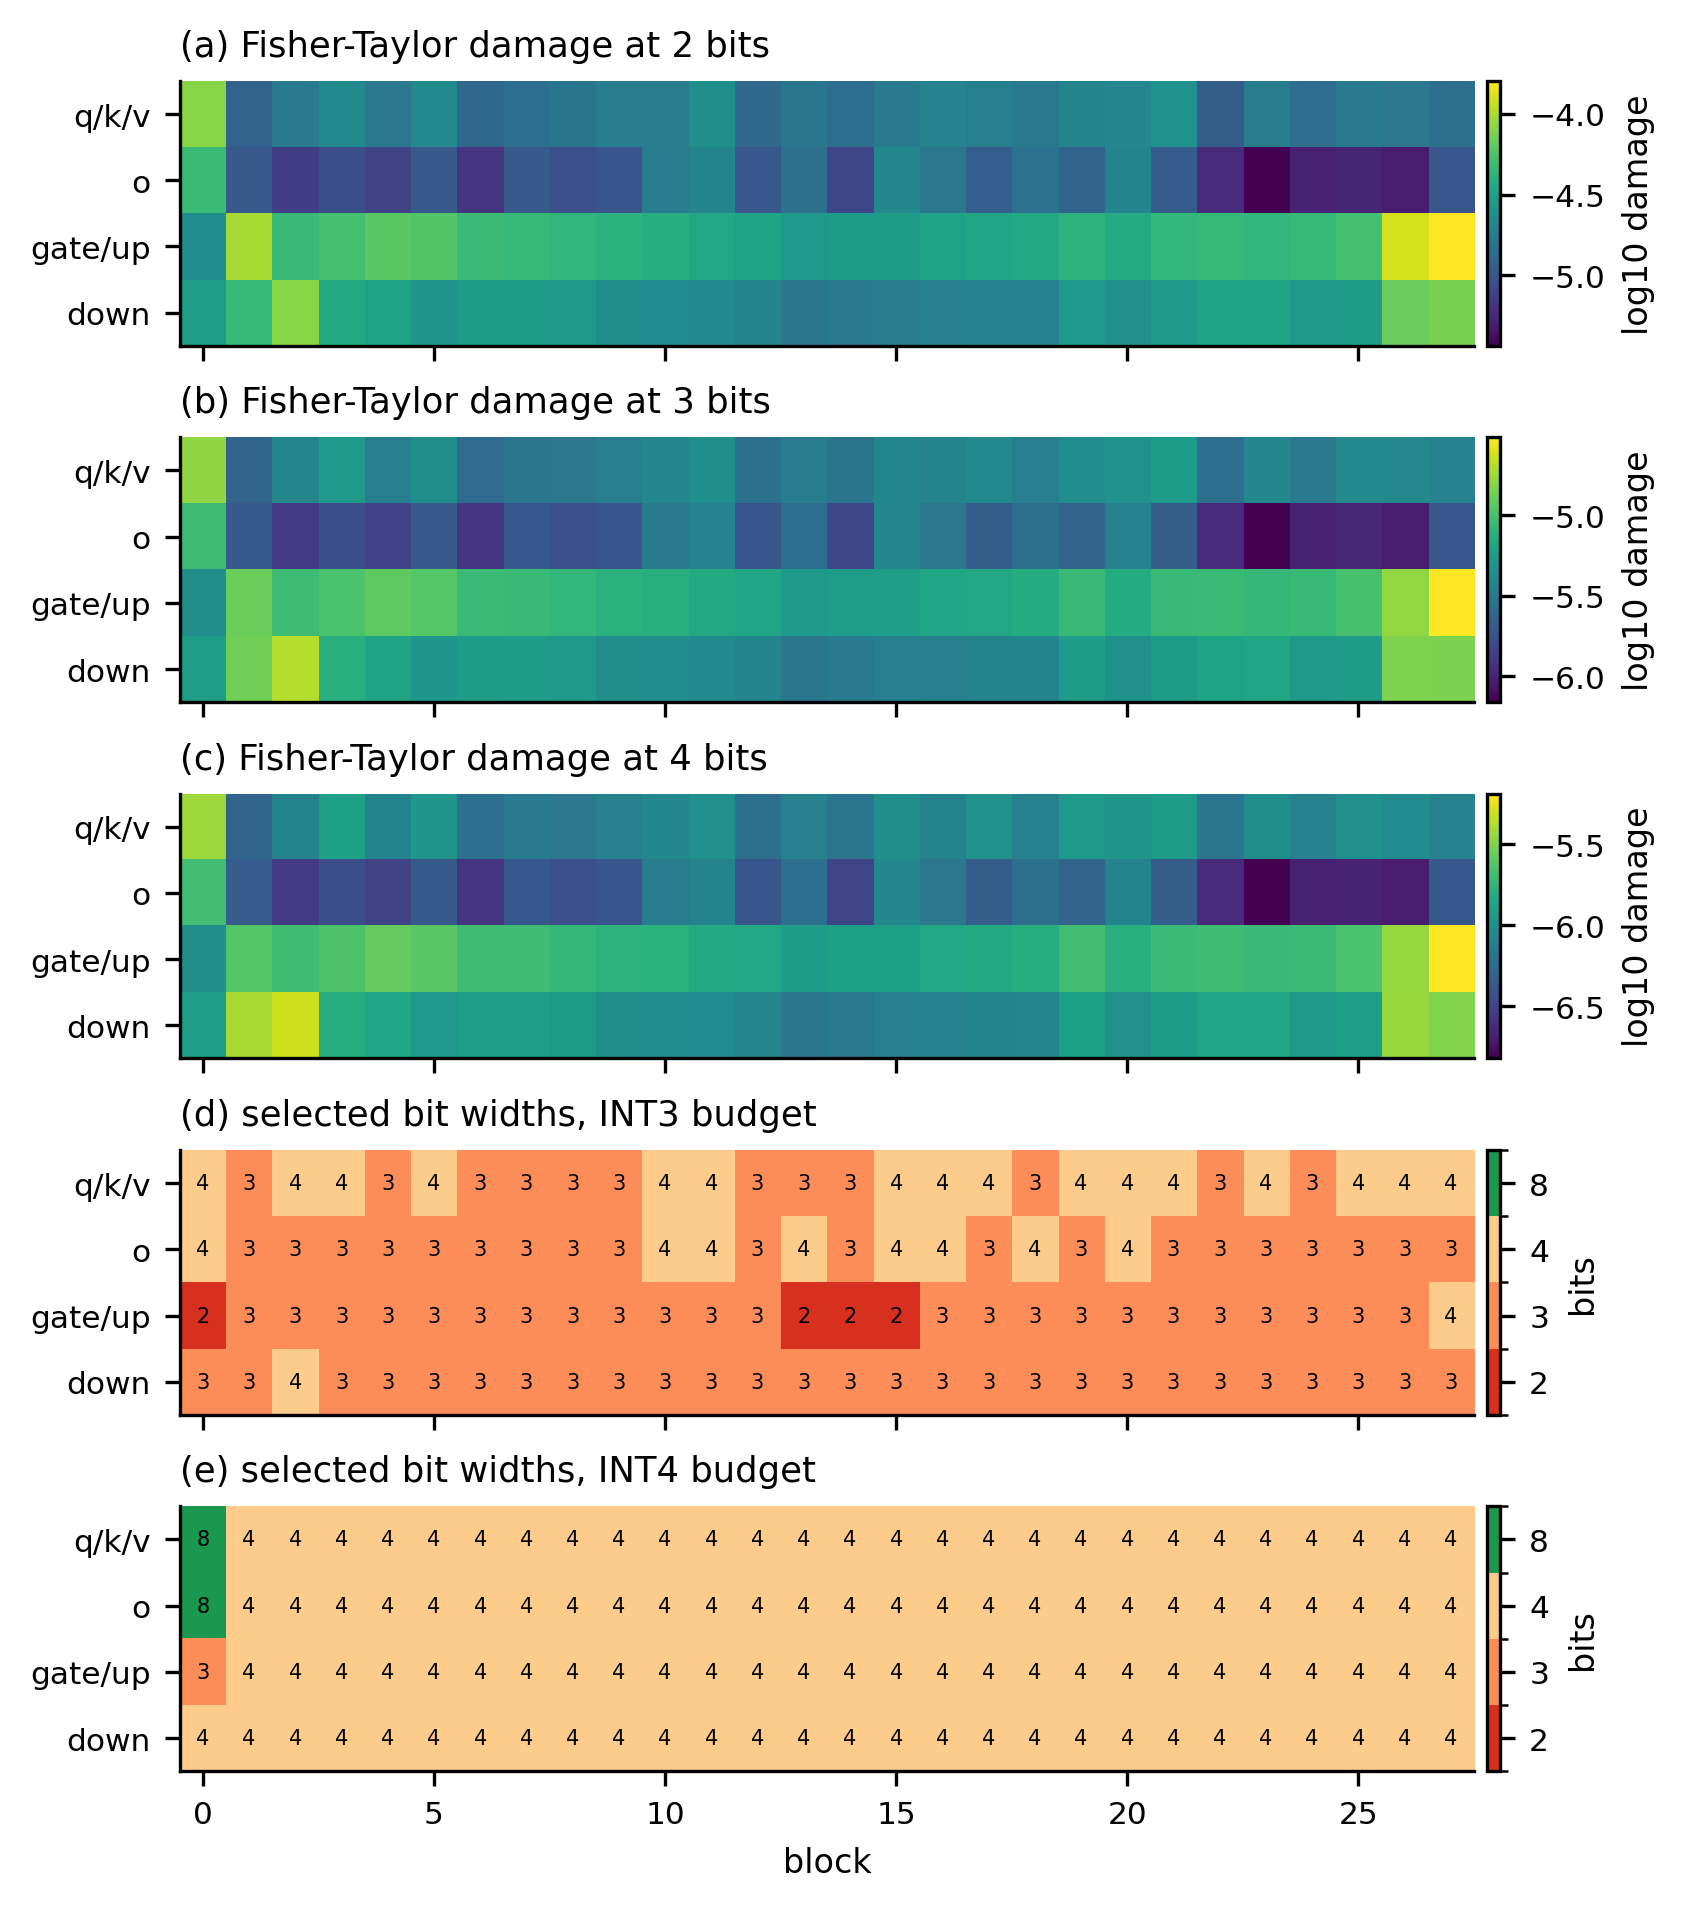 (a) Fisher-Taylor damage at 2 bits
q/k/v
o
gate/up
down
−4.0
−4.5
−5.0
log10 damage
(b) Fisher-Taylor damage at 3 bits
q/k/v
o
gate/up
down
−5.0
−5.5
−6.0
log10 damage
(c) Fisher-Taylor damage at 4 bits
q/k/v
o
gate/up
down
−5.5
−6.0
−6.5
log10 damage
(d) selected bit widths, INT3 budget
q/k/v 4 3 4 4 3 4 3 3 3 3 4 4 3 3 3 4 4 4 3 4 4 4 3 4 3 4 4 4
o 4 3 3 3 3 3 3 3 3 3 4 4 3 4 3 4 4 3 4 3 4 3 3 3 3 3 3 3
gate/up 2 3 3 3 3 3 3 3 3 3 3 3 3 2 2 2 3 3 3 3 3 3 3 3 3 3 3 4
down 3 3 4 3 3 3 3 3 3 3 3 3 3 3 3 3 3 3 3 3 3 3 3 3 3 3 3 3
8
4
3
2
bits
(e) selected bit widths, INT4 budget
q/k/v 8 4 4 4 4 4 4 4 4 4 4 4 4 4 4 4 4 4 4 4 4 4 4 4 4 4 4 4
o 8 4 4 4 4 4 4 4 4 4 4 4 4 4 4 4 4 4 4 4 4 4 4 4 4 4 4 4
gate/up 3 4 4 4 4 4 4 4 4 4 4 4 4 4 4 4 4 4 4 4 4 4 4 4 4 4 4 4
down 4 4 4 4 4 4 4 4 4 4 4 4 4 4 4 4 4 4 4 4 4 4 4 4 4 4 4 4
8
4
3
2
bits
0 5 10 15 20 25
block